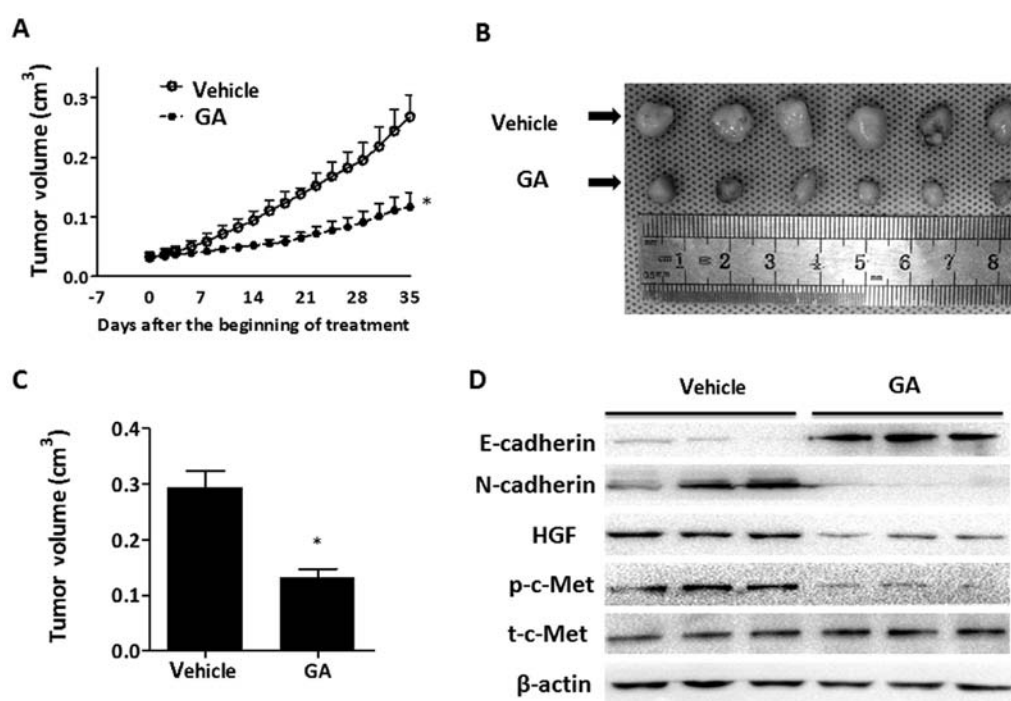 A
Tumor volume (cm³)
Vehicle
GA
0.3
0.2
0.1
0.0
*
-7 0 7 14 21 28 35
Days after the beginning of treatment
B
Vehicle
GA
cm 1 2 3 4 5 6 7 8
mm
C
Tumor volume (cm³)
0.4
0.3
0.2
0.1
0.0
*
Vehicle GA
D
Vehicle GA
E-cadherin
N-cadherin
HGF
p-c-Met
t-c-Met
β-actin